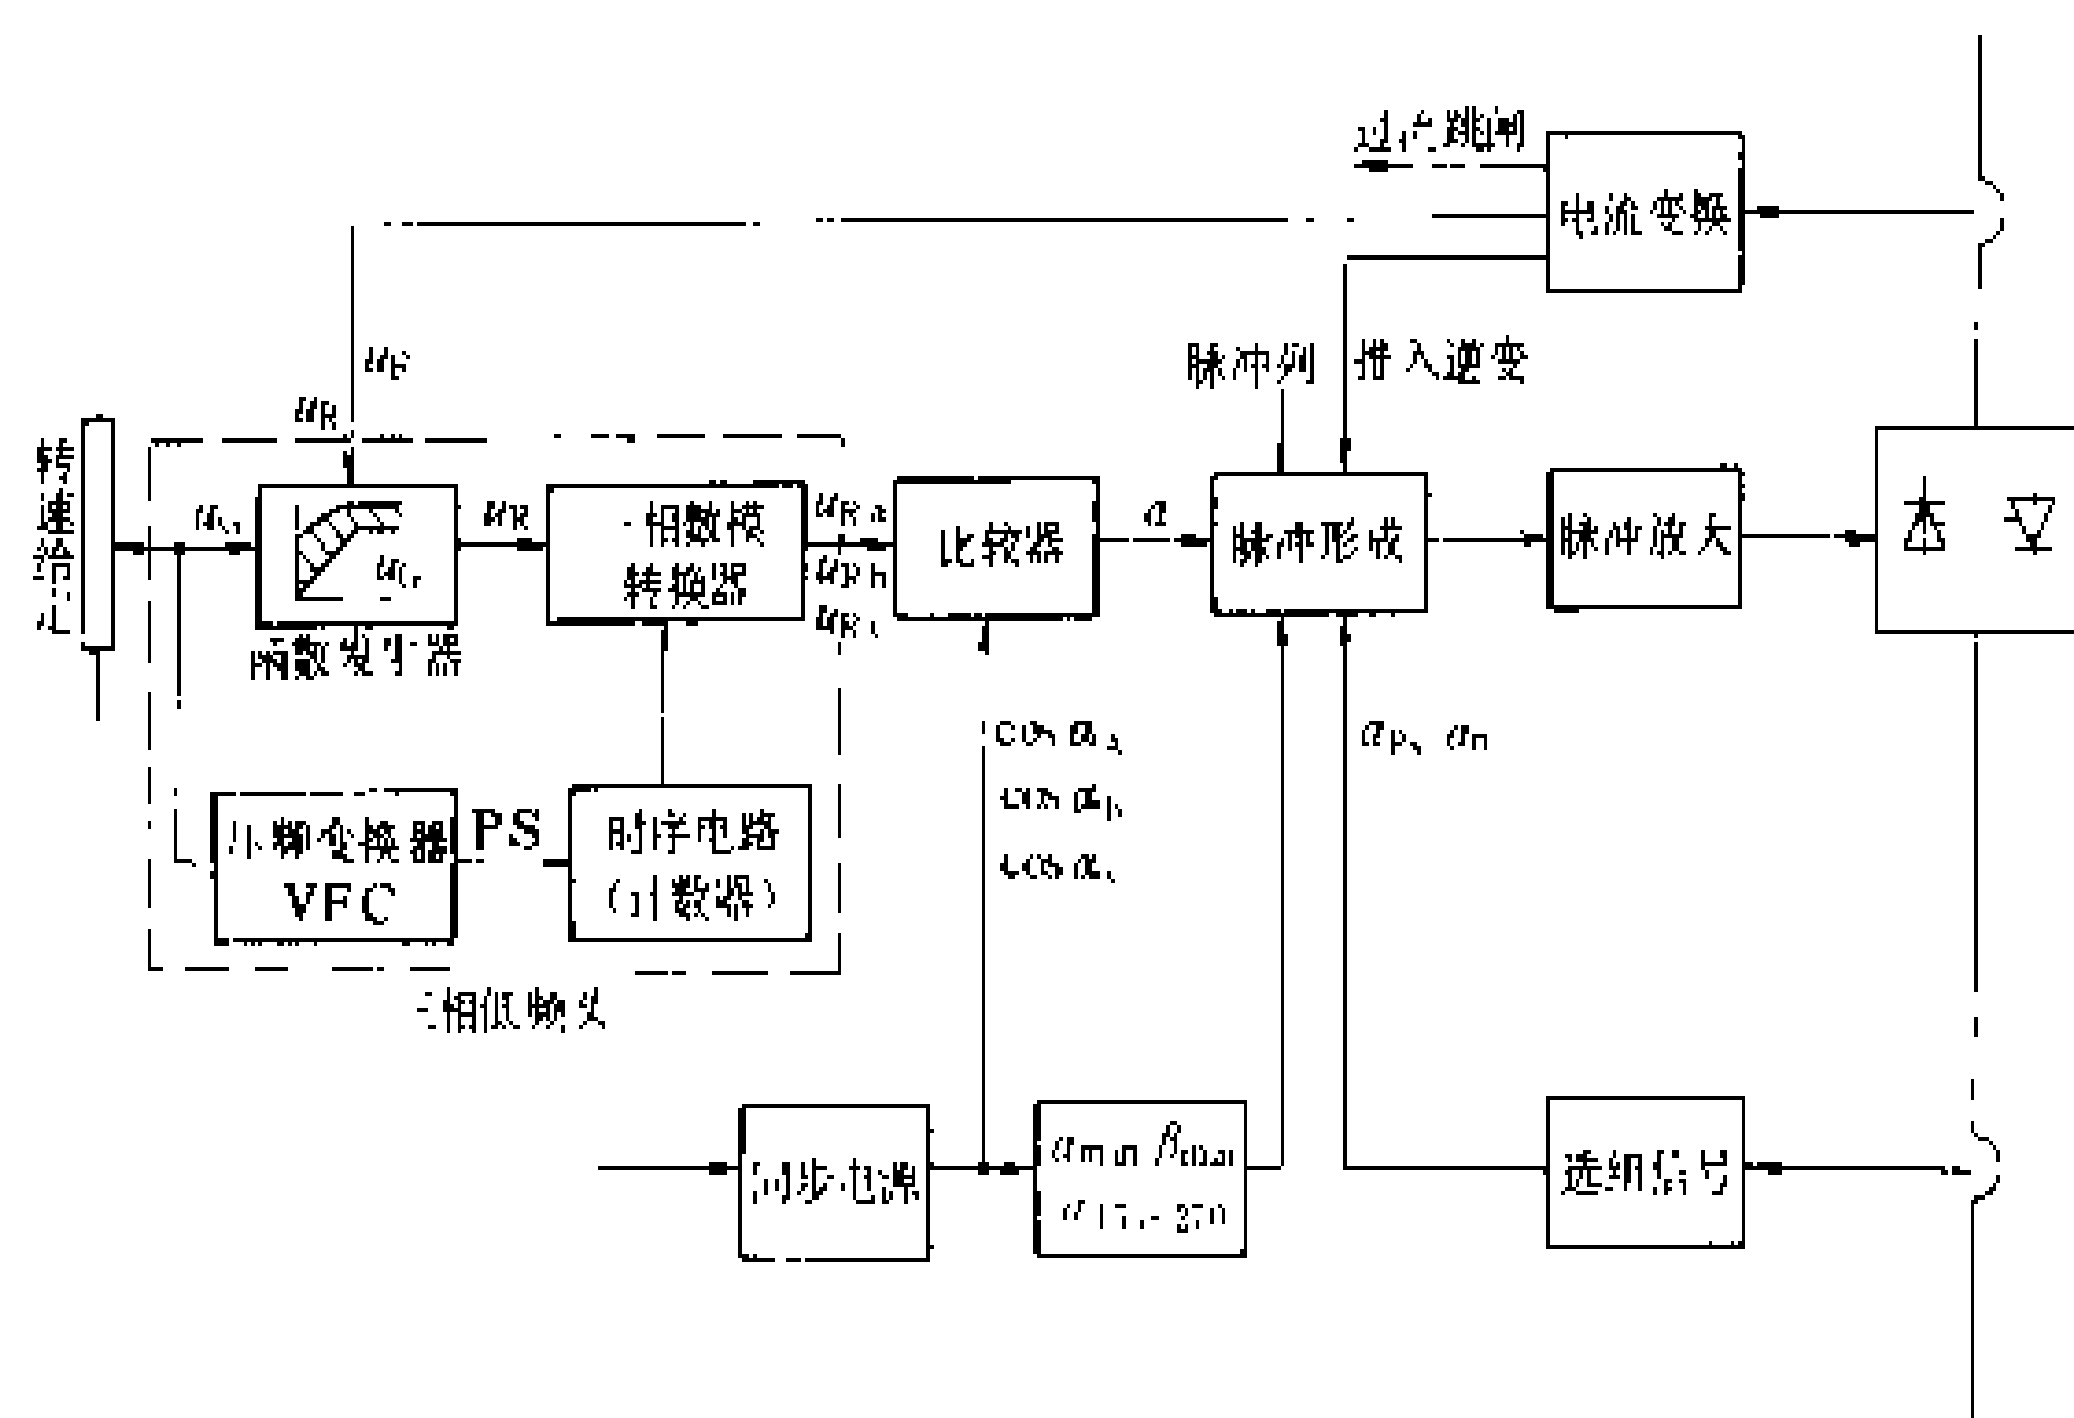 跳闸
电流变换
u_F
u_R
脉冲列
推入逆变
转速给定
u_R
三相数模
转换器
u_Ra
u_Rb
u_Rc
比较器
α
脉冲形成
脉冲放大
函数发生器
cos α_a
cos α_b
cos α_c
α_p、α_n
压频变换器
VFC
PS
时序电路
(计数器)
三相低频
同步电源
α_min β_min
选组信号